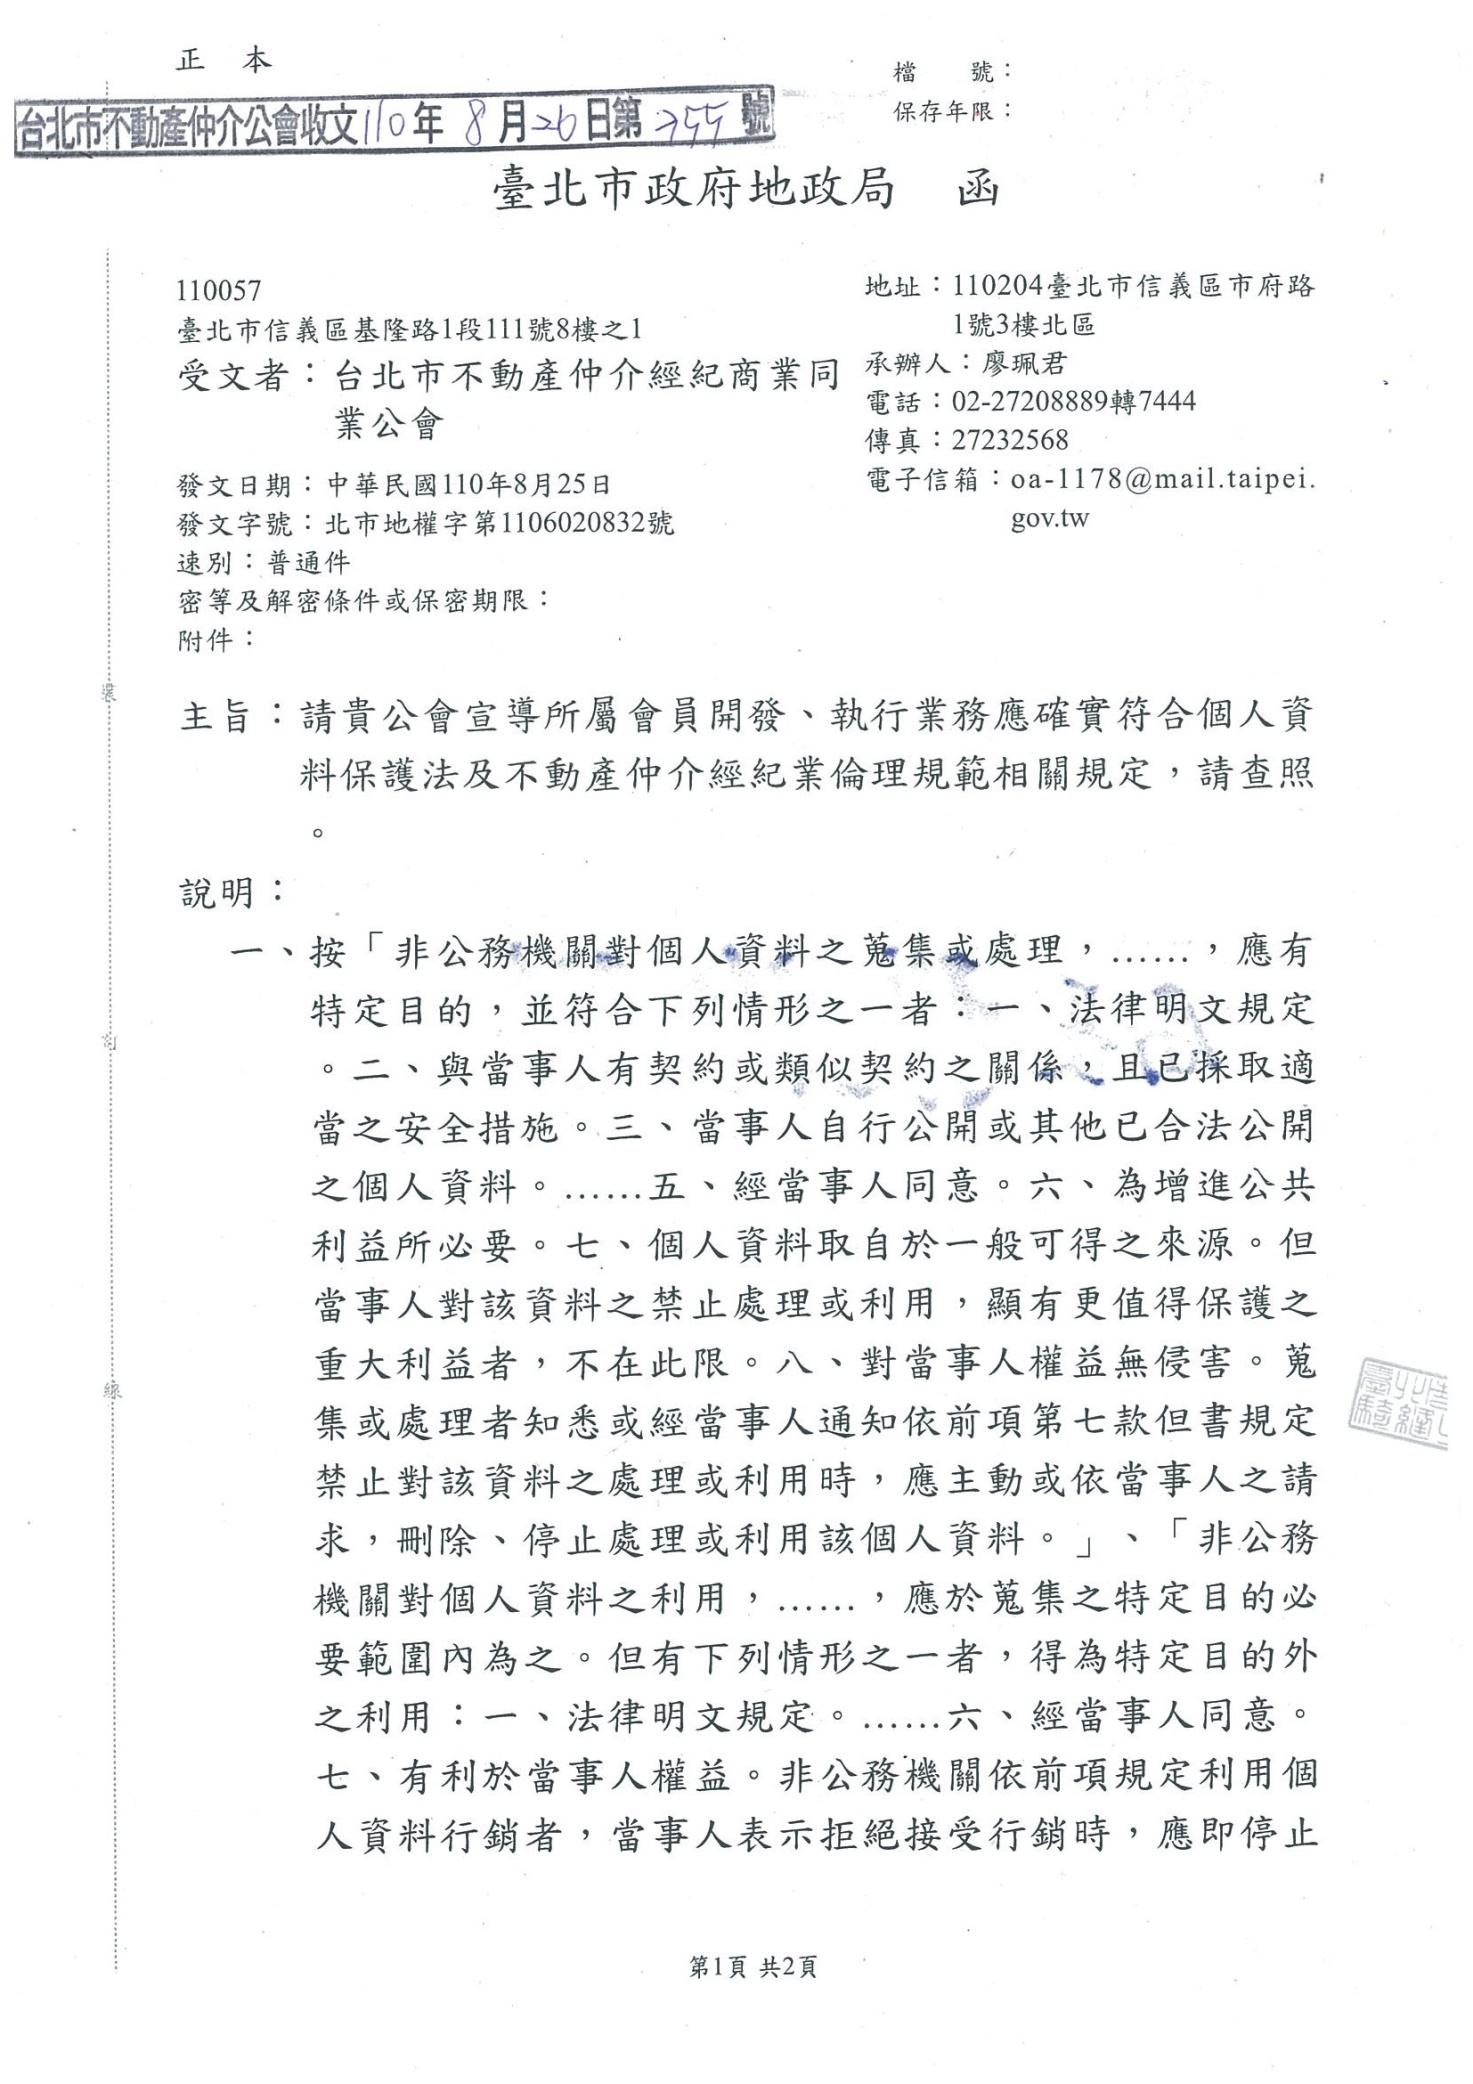 正　本
檔　　號：
保存年限：
台北市不動產仲介公會收文110年8月26日第255號
臺北市政府地政局　函
110057
臺北市信義區基隆路1段111號8樓之1
受文者：台北市不動產仲介經紀商業同
業公會
地址：110204臺北市信義區市府路
1號3樓北區
承辦人：廖珮君
電話：02-27208889轉7444
傳真：27232568
電子信箱：oa-1178@mail.taipei.
gov.tw
發文日期：中華民國110年8月25日
發文字號：北市地權字第1106020832號
速別：普通件
密等及解密條件或保密期限：
附件：
主旨：請貴公會宣導所屬會員開發、執行業務應確實符合個人資
料保護法及不動產仲介經紀業倫理規範相關規定，請查照
。
說明：
一、按「非公務機關對個人資料之蒐集或處理，……，應有
特定目的，並符合下列情形之一者：一、法律明文規定
。二、與當事人有契約或類似契約之關係，且已採取適
當之安全措施。三、當事人自行公開或其他已合法公開
之個人資料。……五、經當事人同意。六、為增進公共
利益所必要。七、個人資料取自於一般可得之來源。但
當事人對該資料之禁止處理或利用，顯有更值得保護之
重大利益者，不在此限。八、對當事人權益無侵害。蒐
集或處理者知悉或經當事人通知依前項第七款但書規定
禁止對該資料之處理或利用時，應主動或依當事人之請
求，刪除、停止處理或利用該個人資料。」、「非公務
機關對個人資料之利用，……，應於蒐集之特定目的必
要範圍內為之。但有下列情形之一者，得為特定目的外
之利用：一、法律明文規定。……六、經當事人同意。
七、有利於當事人權益。非公務機關依前項規定利用個
人資料行銷者，當事人表示拒絕接受行銷時，應即停止
裝
訂
線
第1頁 共2頁